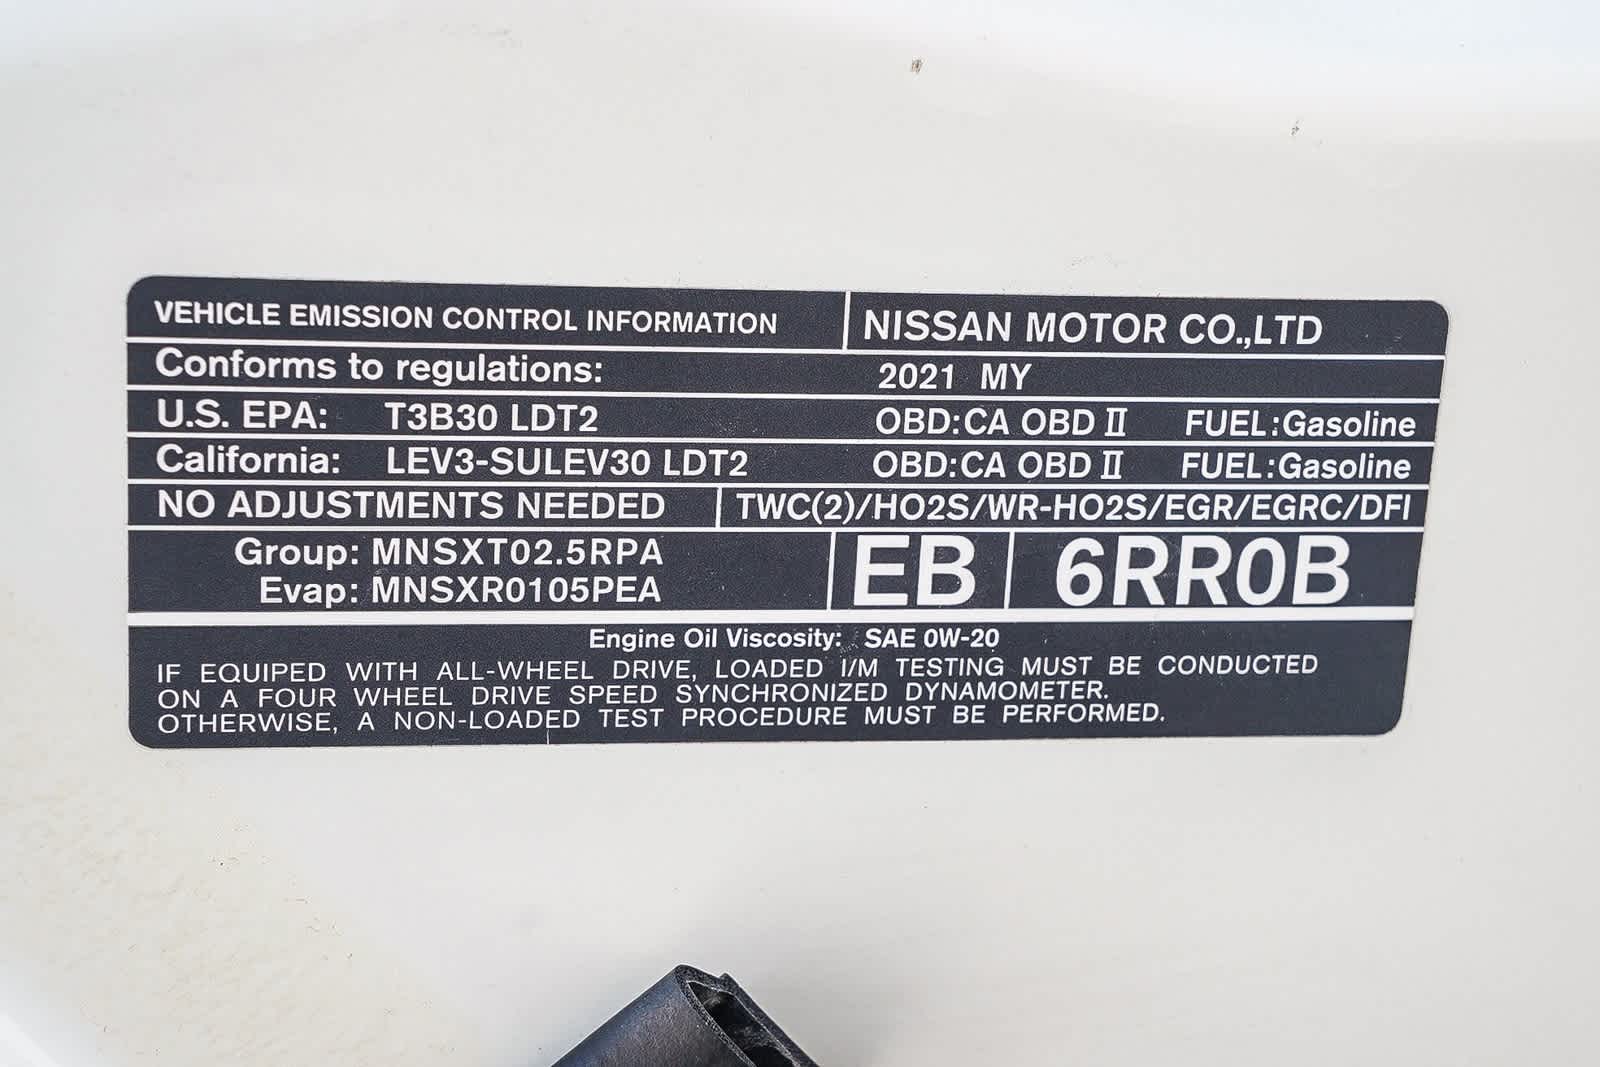 VEHICLE EMISSION CONTROL INFORMATION NISSAN MOTOR CO.,LTD
Conforms to regulations: 2021 MY
U.S. EPA: T3B30 LDT2 OBD:CA OBD II FUEL:Gasoline
California: LEV3-SULEV30 LDT2 OBD:CA OBD II FUEL:Gasoline
NO ADJUSTMENTS NEEDED TWC(2)/HO2S/WR-HO2S/EGR/EGRC/DFI
Group: MNSXT02.5RPA
Evap: MNSXR0105PEA
EB 6RR0B
Engine Oil Viscosity: SAE 0W-20
IF EQUIPED WITH ALL-WHEEL DRIVE, LOADED I/M TESTING MUST BE CONDUCTED
ON A FOUR WHEEL DRIVE SPEED SYNCHRONIZED DYNAMOMETER.
OTHERWISE, A NON-LOADED TEST PROCEDURE MUST BE PERFORMED.